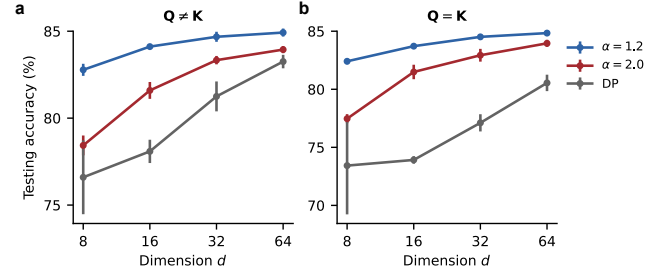 a
Q ≠ K
Testing accuracy (%)
85
80
75
8
16
32
64
Dimension d
b
Q = K
85
80
75
70
8
16
32
64
Dimension d
α = 1.2
α = 2.0
DP